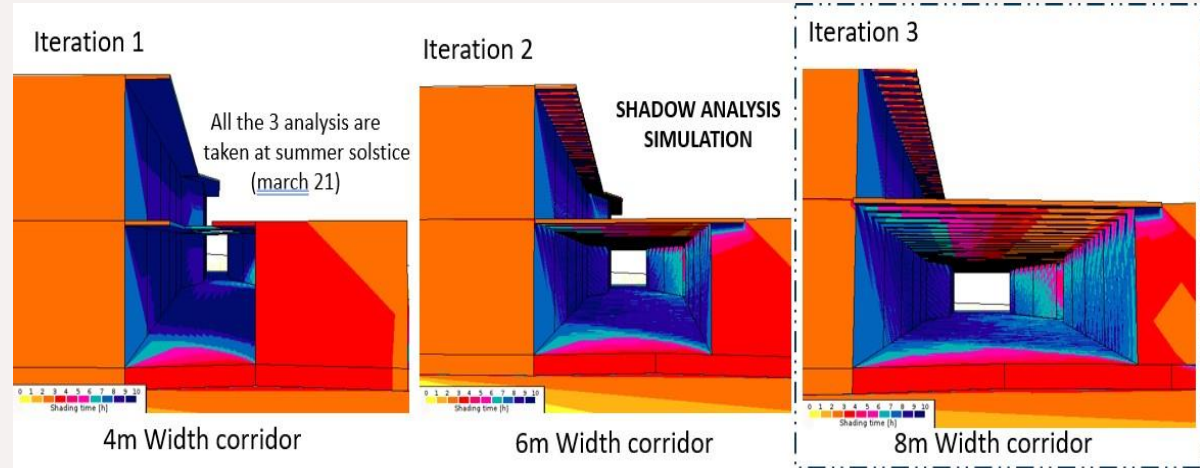 Iteration 1
All the 3 analysis are
taken at summer solstice
(march 21)
0 1 2 3 4 5 6 7 8 9 10
Shading time [h]
4m Width corridor
Iteration 2
SHADOW ANALYSIS
SIMULATION
0 1 2 3 4 5 6 7 8 9 10
Shading time [h]
6m Width corridor
Iteration 3
0 1 2 3 4 5 6 7 8 9 10
Shading time [h]
8m Width corridor